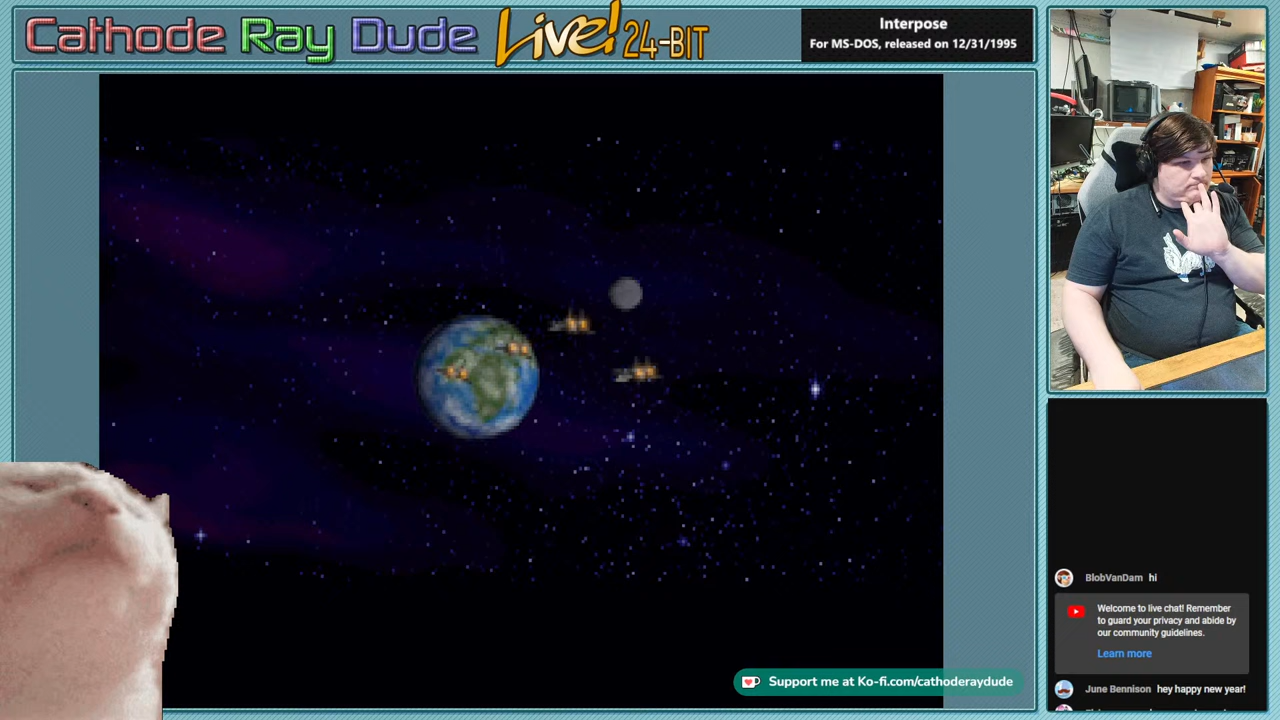 Cathode Ray Dude Live! 24-BIT
Interpose
For MS-DOS, released on 12/31/1995
BlobVanDam hi
Welcome to live chat! Remember
to guard your privacy and abide by
our community guidelines.
Learn more
Support me at Ko-fi.com/cathoderaydude
June Bennison hey happy new year!